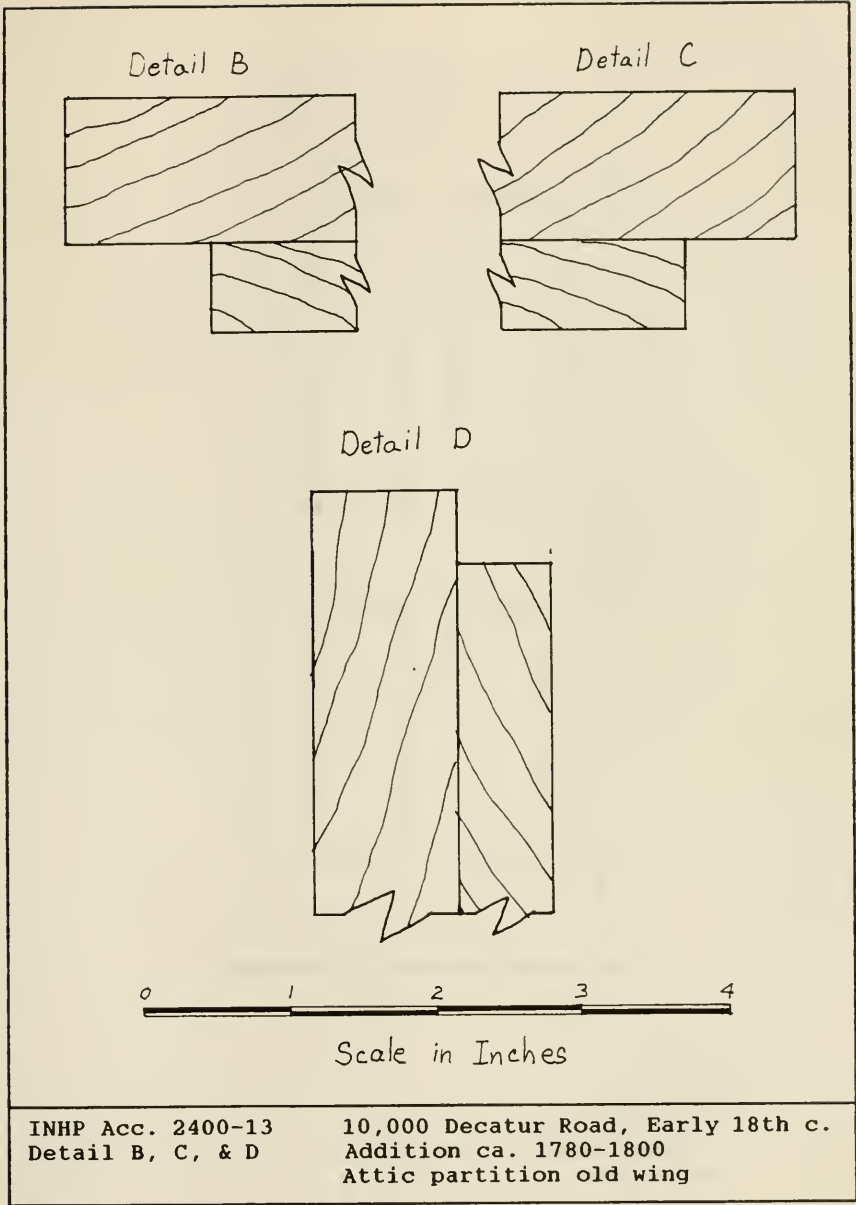 Detail B
Detail C
Detail D
0 1 2 3 4
Scale in Inches
INHP Acc. 2400-13
Detail B, C, & D
10,000 Decatur Road, Early 18th c.
Addition ca. 1780-1800
Attic partition old wing